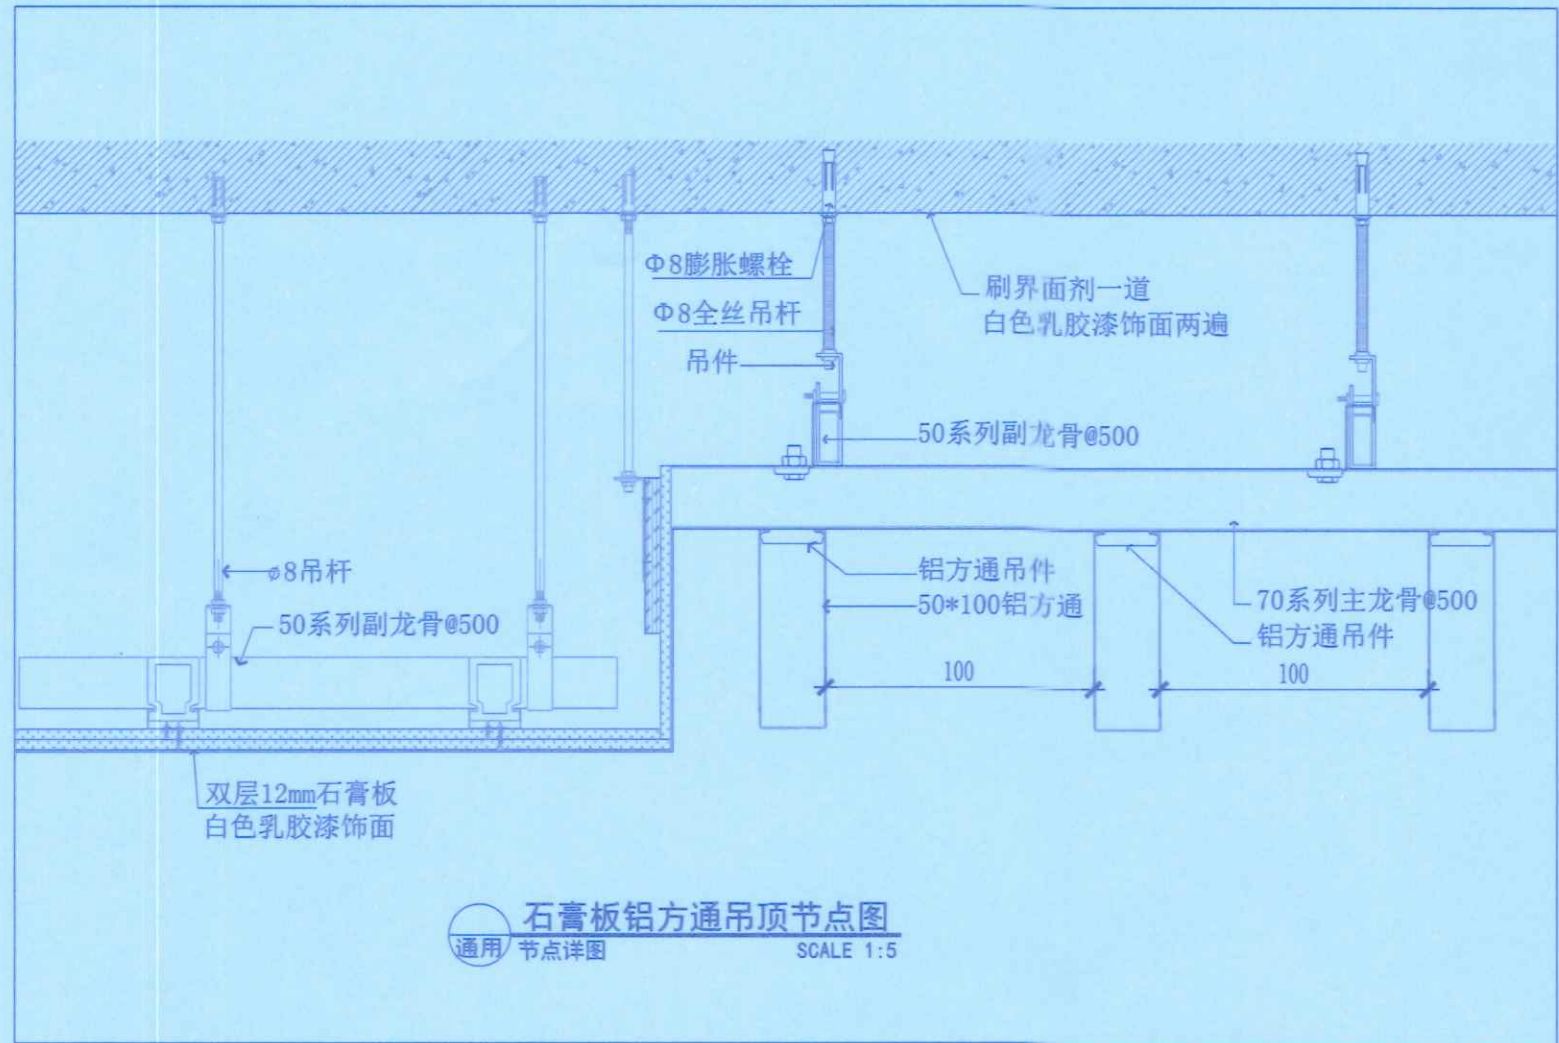 Φ8膨胀螺栓
Φ8全丝吊杆
吊件
刷界面剂一道
白色乳胶漆饰面两遍
50系列副龙骨@500
φ8吊杆
50系列副龙骨@500
铝方通吊件
50*100铝方通
70系列主龙骨@500
铝方通吊件
100
100
双层12mm石膏板
白色乳胶漆饰面
石膏板铝方通吊顶节点图
通用
节点详图
SCALE 1:5